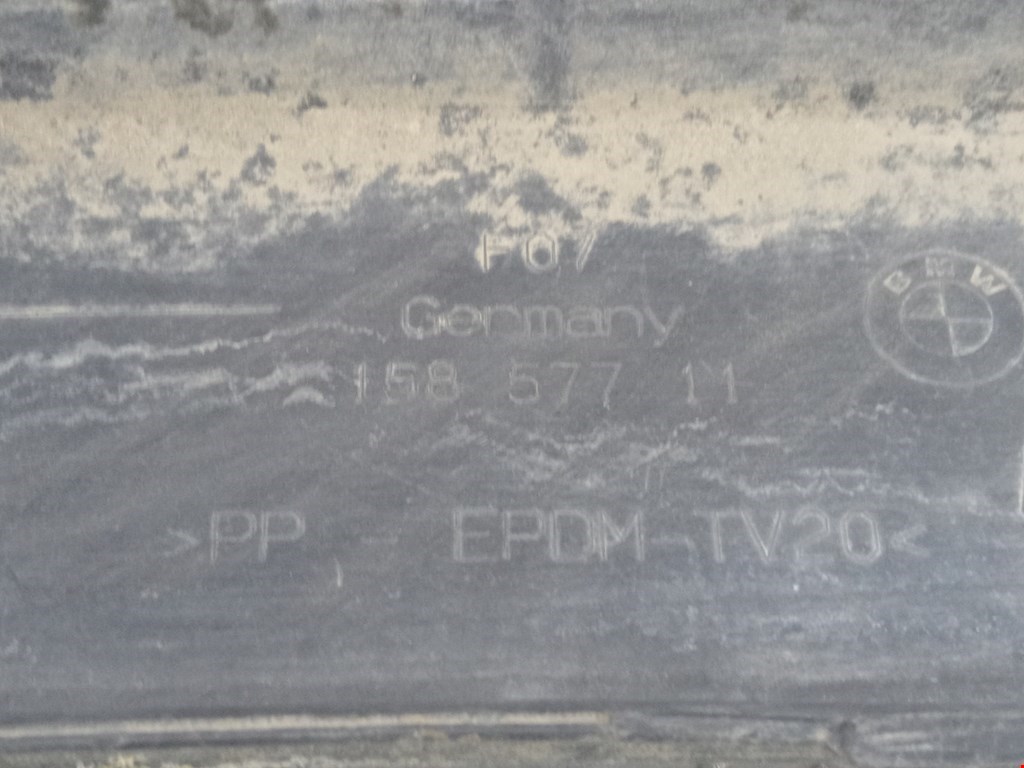 F07
Germany
158 577 11
BMW
>PP - EPDM-TV20<